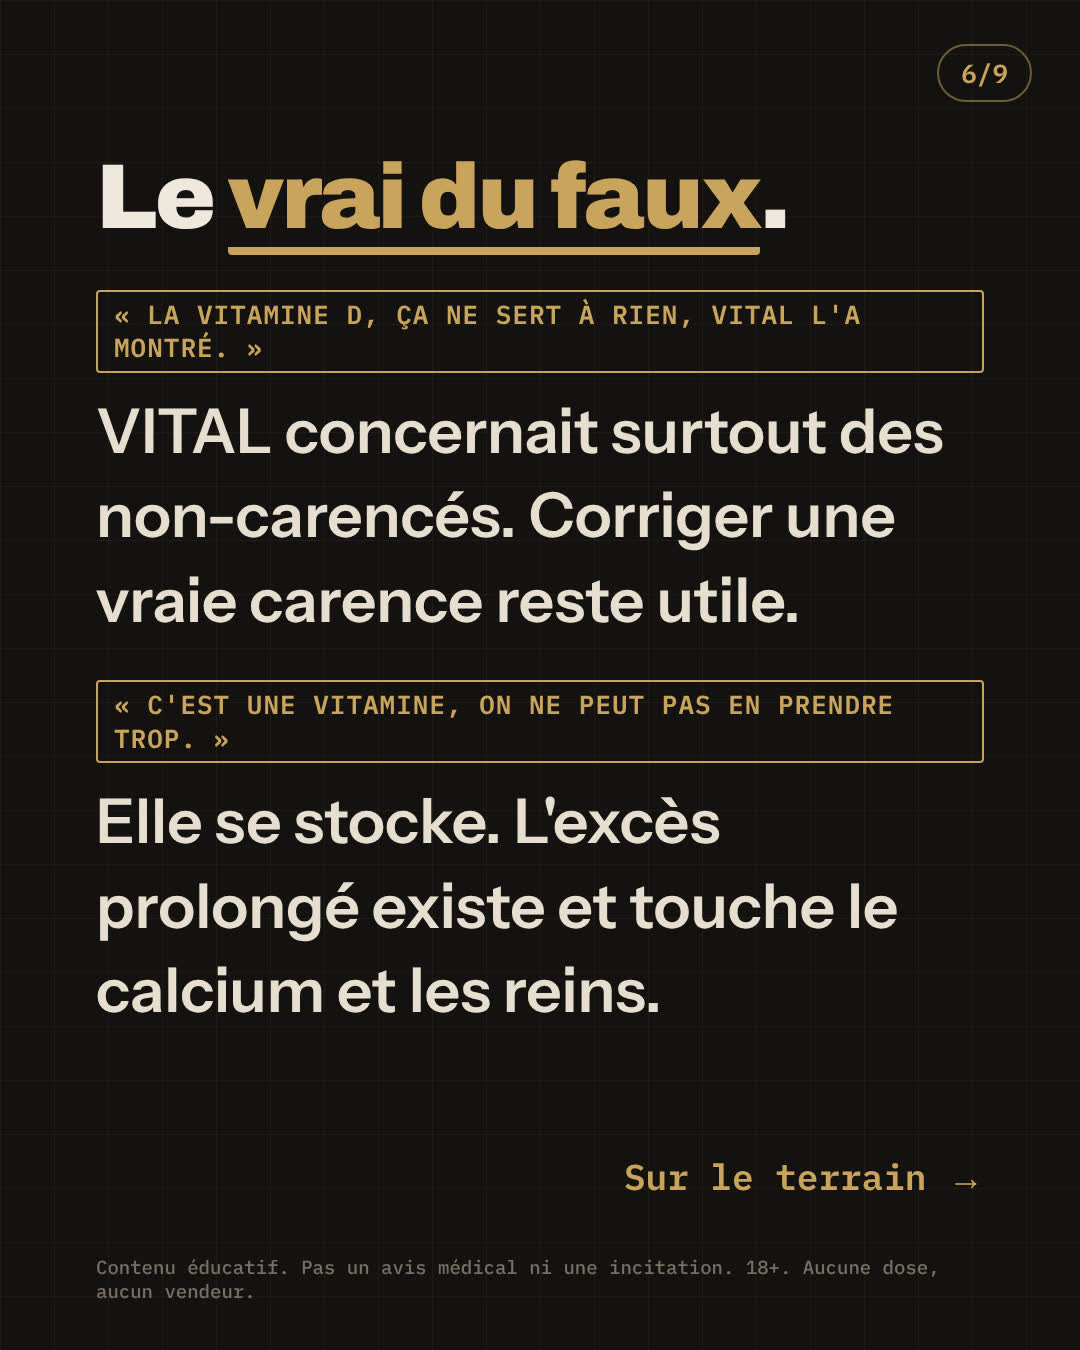 6/9
Le vrai du faux.
« LA VITAMINE D, ÇA NE SERT À RIEN, VITAL L'A
MONTRÉ. »
VITAL concernait surtout des
non-carencés. Corriger une
vraie carence reste utile.
« C'EST UNE VITAMINE, ON NE PEUT PAS EN PRENDRE
TROP. »
Elle se stocke. L'excès
prolongé existe et touche le
calcium et les reins.
Sur le terrain →
Contenu éducatif. Pas un avis médical ni une incitation. 18+. Aucune dose,
aucun vendeur.